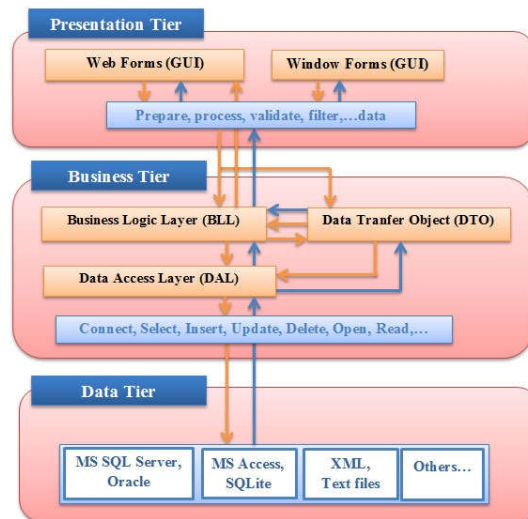 Presentation Tier
Web Forms (GUI)
Window Forms (GUI)
Prepare, process, validate, filter,...data
Business Tier
Business Logic Layer (BLL)
Data Tranfer Object (DTO)
Data Access Layer (DAL)
Connect, Select, Insert, Update, Delete, Open, Read,...
Data Tier
MS SQL Server,
Oracle
MS Access,
SQLite
XML,
Text files
Others...